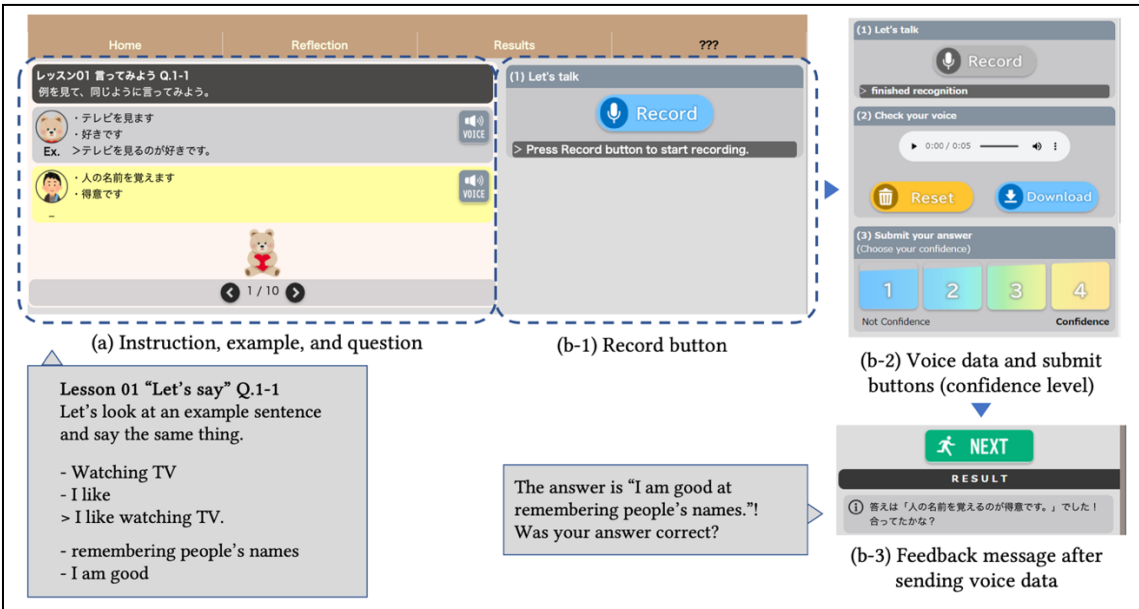 Home
Reflection
Results
???
レッスン01 言ってみよう Q.1-1
例を見て、同じように言ってみよう。
・テレビを見ます
・好きです
Ex. >テレビを見るのが好きです。
VOICE
・人の名前を覚えます
・得意です
VOICE
1 / 10
(1) Let's talk
Record
> Press Record button to start recording.
(a) Instruction, example, and question
(b-1) Record button
(1) Let's talk
Record
> finished recognition
(2) Check your voice
0:00 / 0:05
Reset
Download
(3) Submit your answer
(Choose your confidence)
1
2
3
4
Not Confidence
Confidence
(b-2) Voice data and submit
buttons (confidence level)
Lesson 01 “Let’s say” Q.1-1
Let’s look at an example sentence
and say the same thing.
- Watching TV
- I like
> I like watching TV.
- remembering people’s names
- I am good
The answer is “I am good at
remembering people’s names.”!
Was your answer correct?
NEXT
RESULT
答えは「人の名前を覚えるのが得意です。」でした！
合ってたかな？
(b-3) Feedback message after
sending voice data